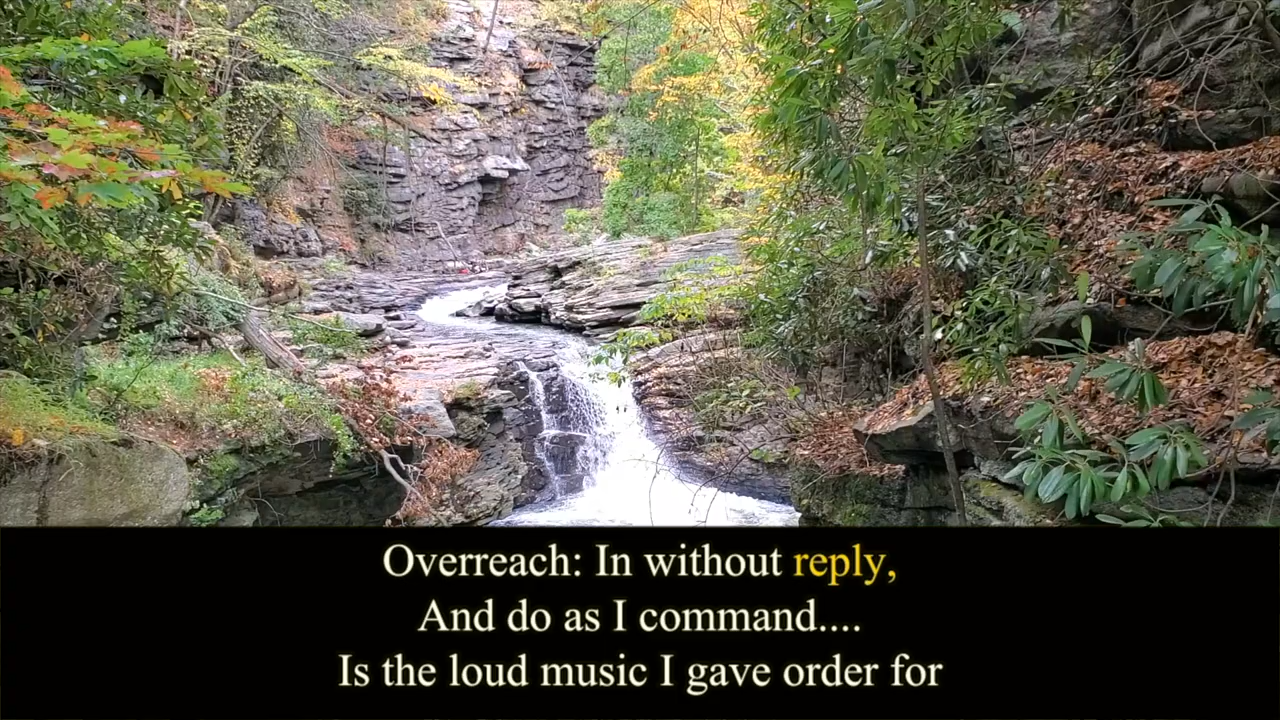 Overreach: In without reply,
And do as I command....
Is the loud music I gave order for